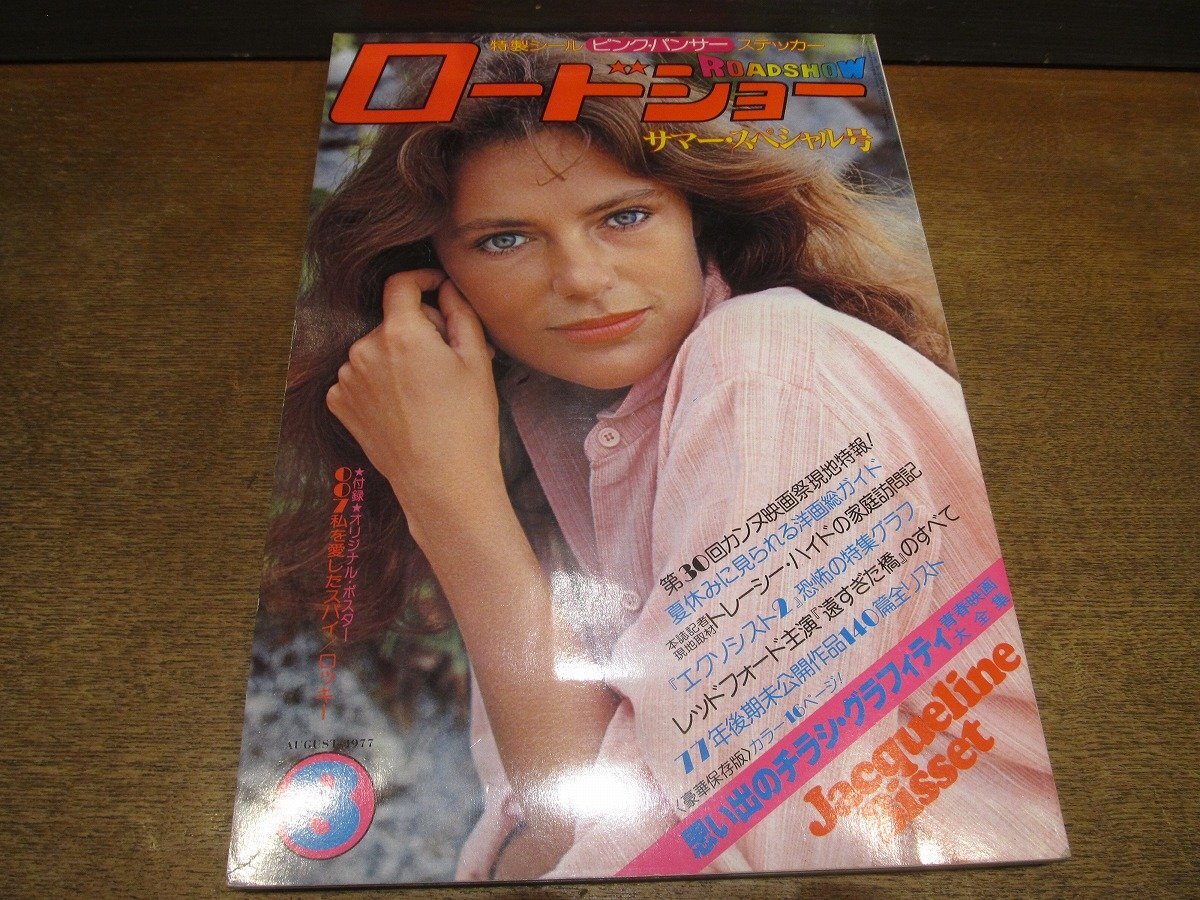 特製シール ピンク・パンサー ステッカー
ROADSHOW
ロードショー
サマー・スペシャル号
第30回カンヌ映画祭現地特報!
夏休みに見られる洋画総ガイド
本誌記者現地取材 トレーシー・ハイドの家庭訪問記
『エクソシスト2』恐怖の特集グラフ
レッドフォード主演『遠すぎた橋』のすべて
77年後期未公開作品140篇全リスト
〈豪華保存版〉カラー16ページ!
思い出のチラシ・グラフィティ 青春映画大全集
Jacqueline
Bisset
★付録★オリジナル・ポスター
007私を愛したスパイ/ロッキー
AUGUST 1977
8